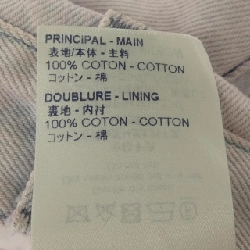 PRINCIPAL - MAIN
表地/本体 - 主料
100% COTON - COTTON
コットン - 棉
DOUBLURE - LINING
裏地 - 内衬
100% COTON - COTTON
コットン - 棉